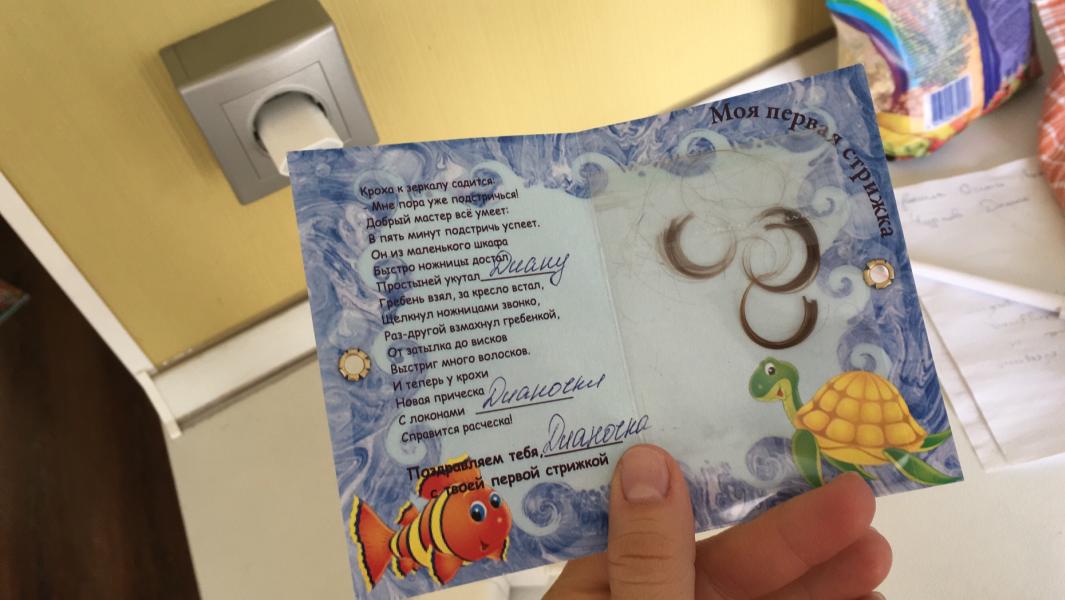 Кроха к зеркалу садится:
- Мне пора уже подстричься!
Добрый мастер всё умеет:
В пять минут подстричь успеет.
Он из маленького шкафа
Быстро ножницы достал
Простыней укутал Диану
Гребень взял, за кресло встал,
Щелкнул ножницами звонко,
Раз-другой взмахнул гребенкой,
От затылка до висков
Выстриг много волосков.
И теперь у крохи
Новая прическа
С локонами Дианочки
Справится расческа!
Поздравляем тебя, Дианочка
с твоей первой стрижкой
Моя первая стрижка
Диана